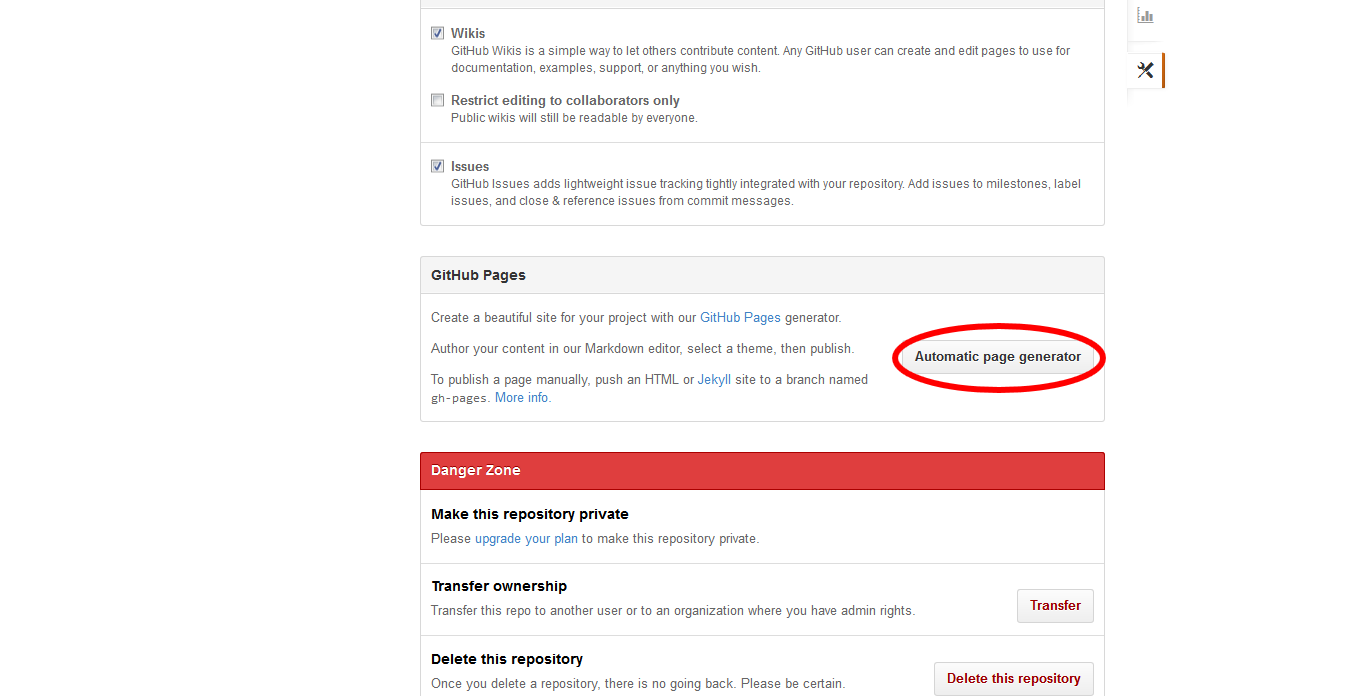 Wikis
GitHub Wikis is a simple way to let others contribute content. Any GitHub user can create and edit pages to use for
documentation, examples, support, or anything you wish.
Restrict editing to collaborators only
Public wikis will still be readable by everyone.
Issues
GitHub Issues adds lightweight issue tracking tightly integrated with your repository. Add issues to milestones, label
issues, and close & reference issues from commit messages.
GitHub Pages
Create a beautiful site for your project with our GitHub Pages generator.
Author your content in our Markdown editor, select a theme, then publish.
To publish a page manually, push an HTML or Jekyll site to a branch named
gh-pages. More info.
Automatic page generator
Danger Zone
Make this repository private
Please upgrade your plan to make this repository private.
Transfer ownership
Transfer this repo to another user or to an organization where you have admin rights.
Transfer
Delete this repository
Once you delete a repository, there is no going back. Please be certain.
Delete this repository